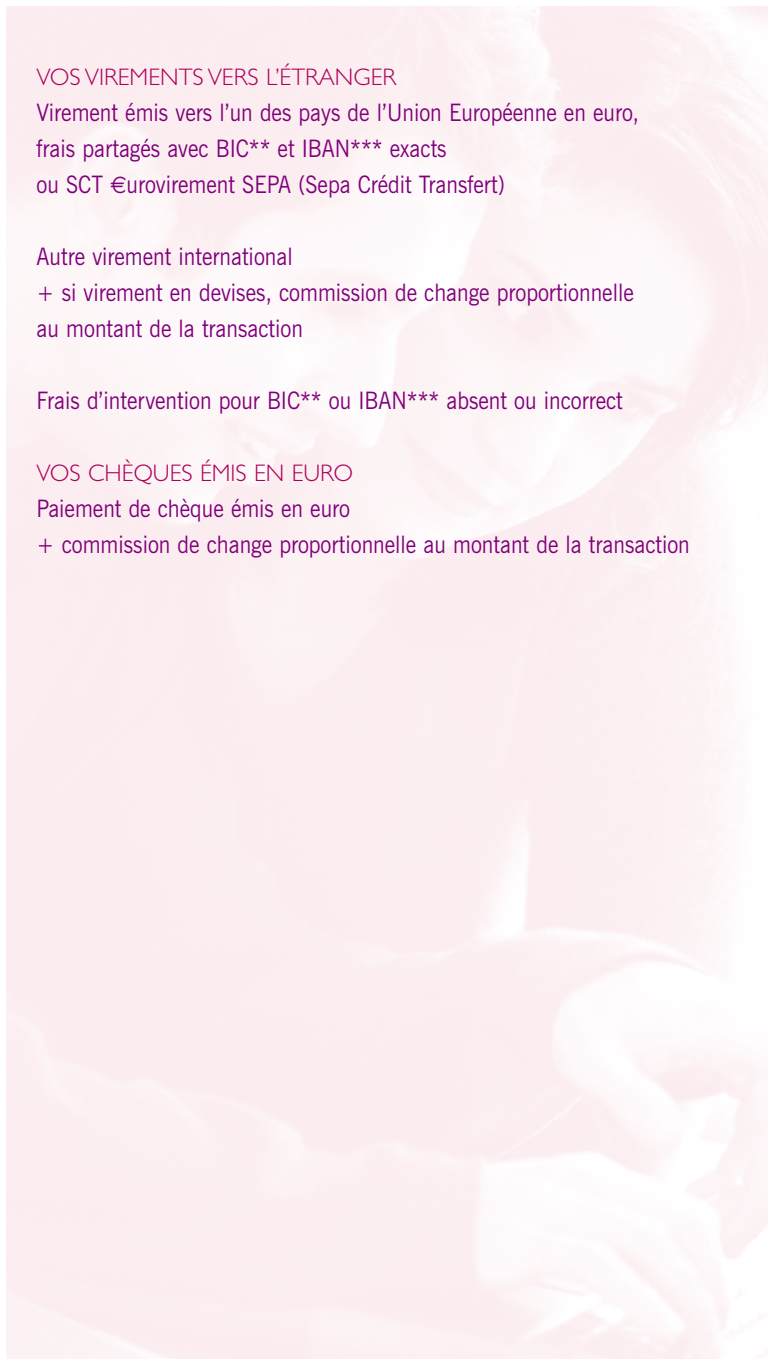 VOS VIREMENTS VERS L'ÉTRANGER
Virement émis vers l'un des pays de l'Union Européenne en euro,
frais partagés avec BIC** et IBAN*** exacts
ou SCT €urovirement SEPA (Sepa Crédit Transfert)
Autre virement international
+ si virement en devises, commission de change proportionnelle
au montant de la transaction
Frais d'intervention pour BIC** ou IBAN*** absent ou incorrect
VOS CHÈQUES ÉMIS EN EURO
Paiement de chèque émis en euro
+ commission de change proportionnelle au montant de la transaction